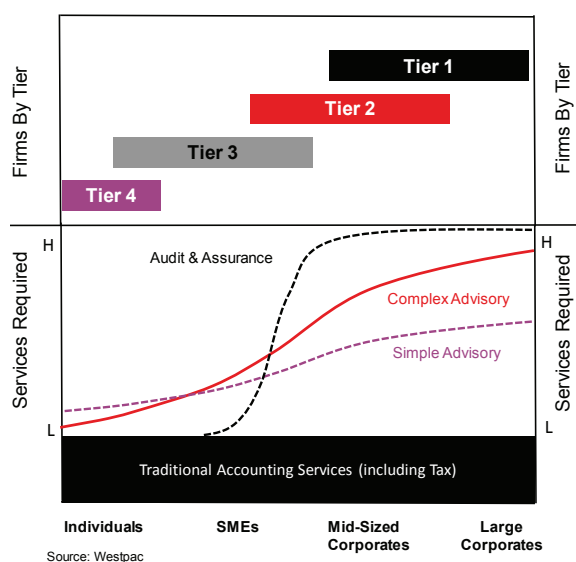 Firms By Tier
Tier 1
Tier 2
Tier 3
Tier 4
Firms By Tier
Services Required
H
Audit & Assurance
Complex Advisory
Simple Advisory
L
H
L
Services Required
Traditional Accounting Services (including Tax)
Individuals
SMEs
Mid-Sized
Corporates
Large
Corporates
Source: Westpac